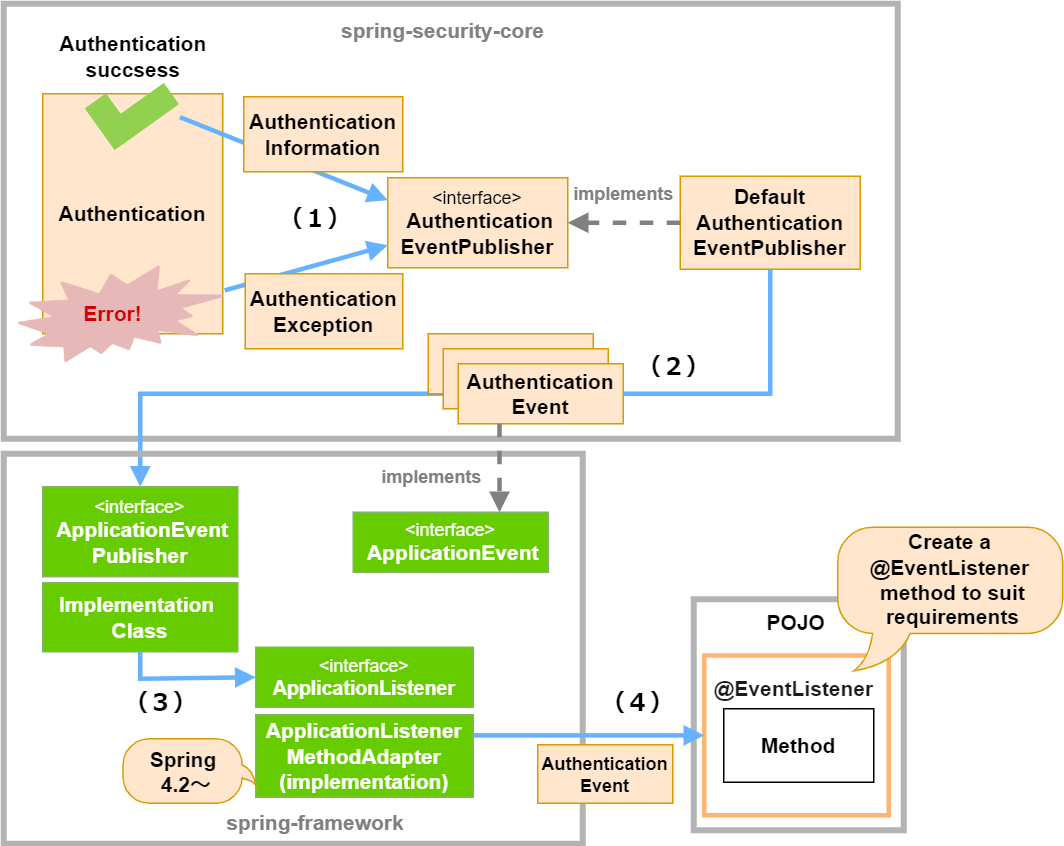 spring-security-core
Authentication
succsess
Authentication
Information
Authentication
(1)
<interface>
Authentication
EventPublisher
implements
Default
Authentication
EventPublisher
Error!
Authentication
Exception
(2)
Authentication
Event
implements
<interface>
ApplicationEvent
Publisher
Implementation
Class
<interface>
ApplicationEvent
(3)
<interface>
ApplicationListener
ApplicationListener
MethodAdapter
(implementation)
Spring
4.2～
spring-framework
(4)
Authentication
Event
Create a
@EventListener
method to suit
requirements
POJO
@EventListener
Method